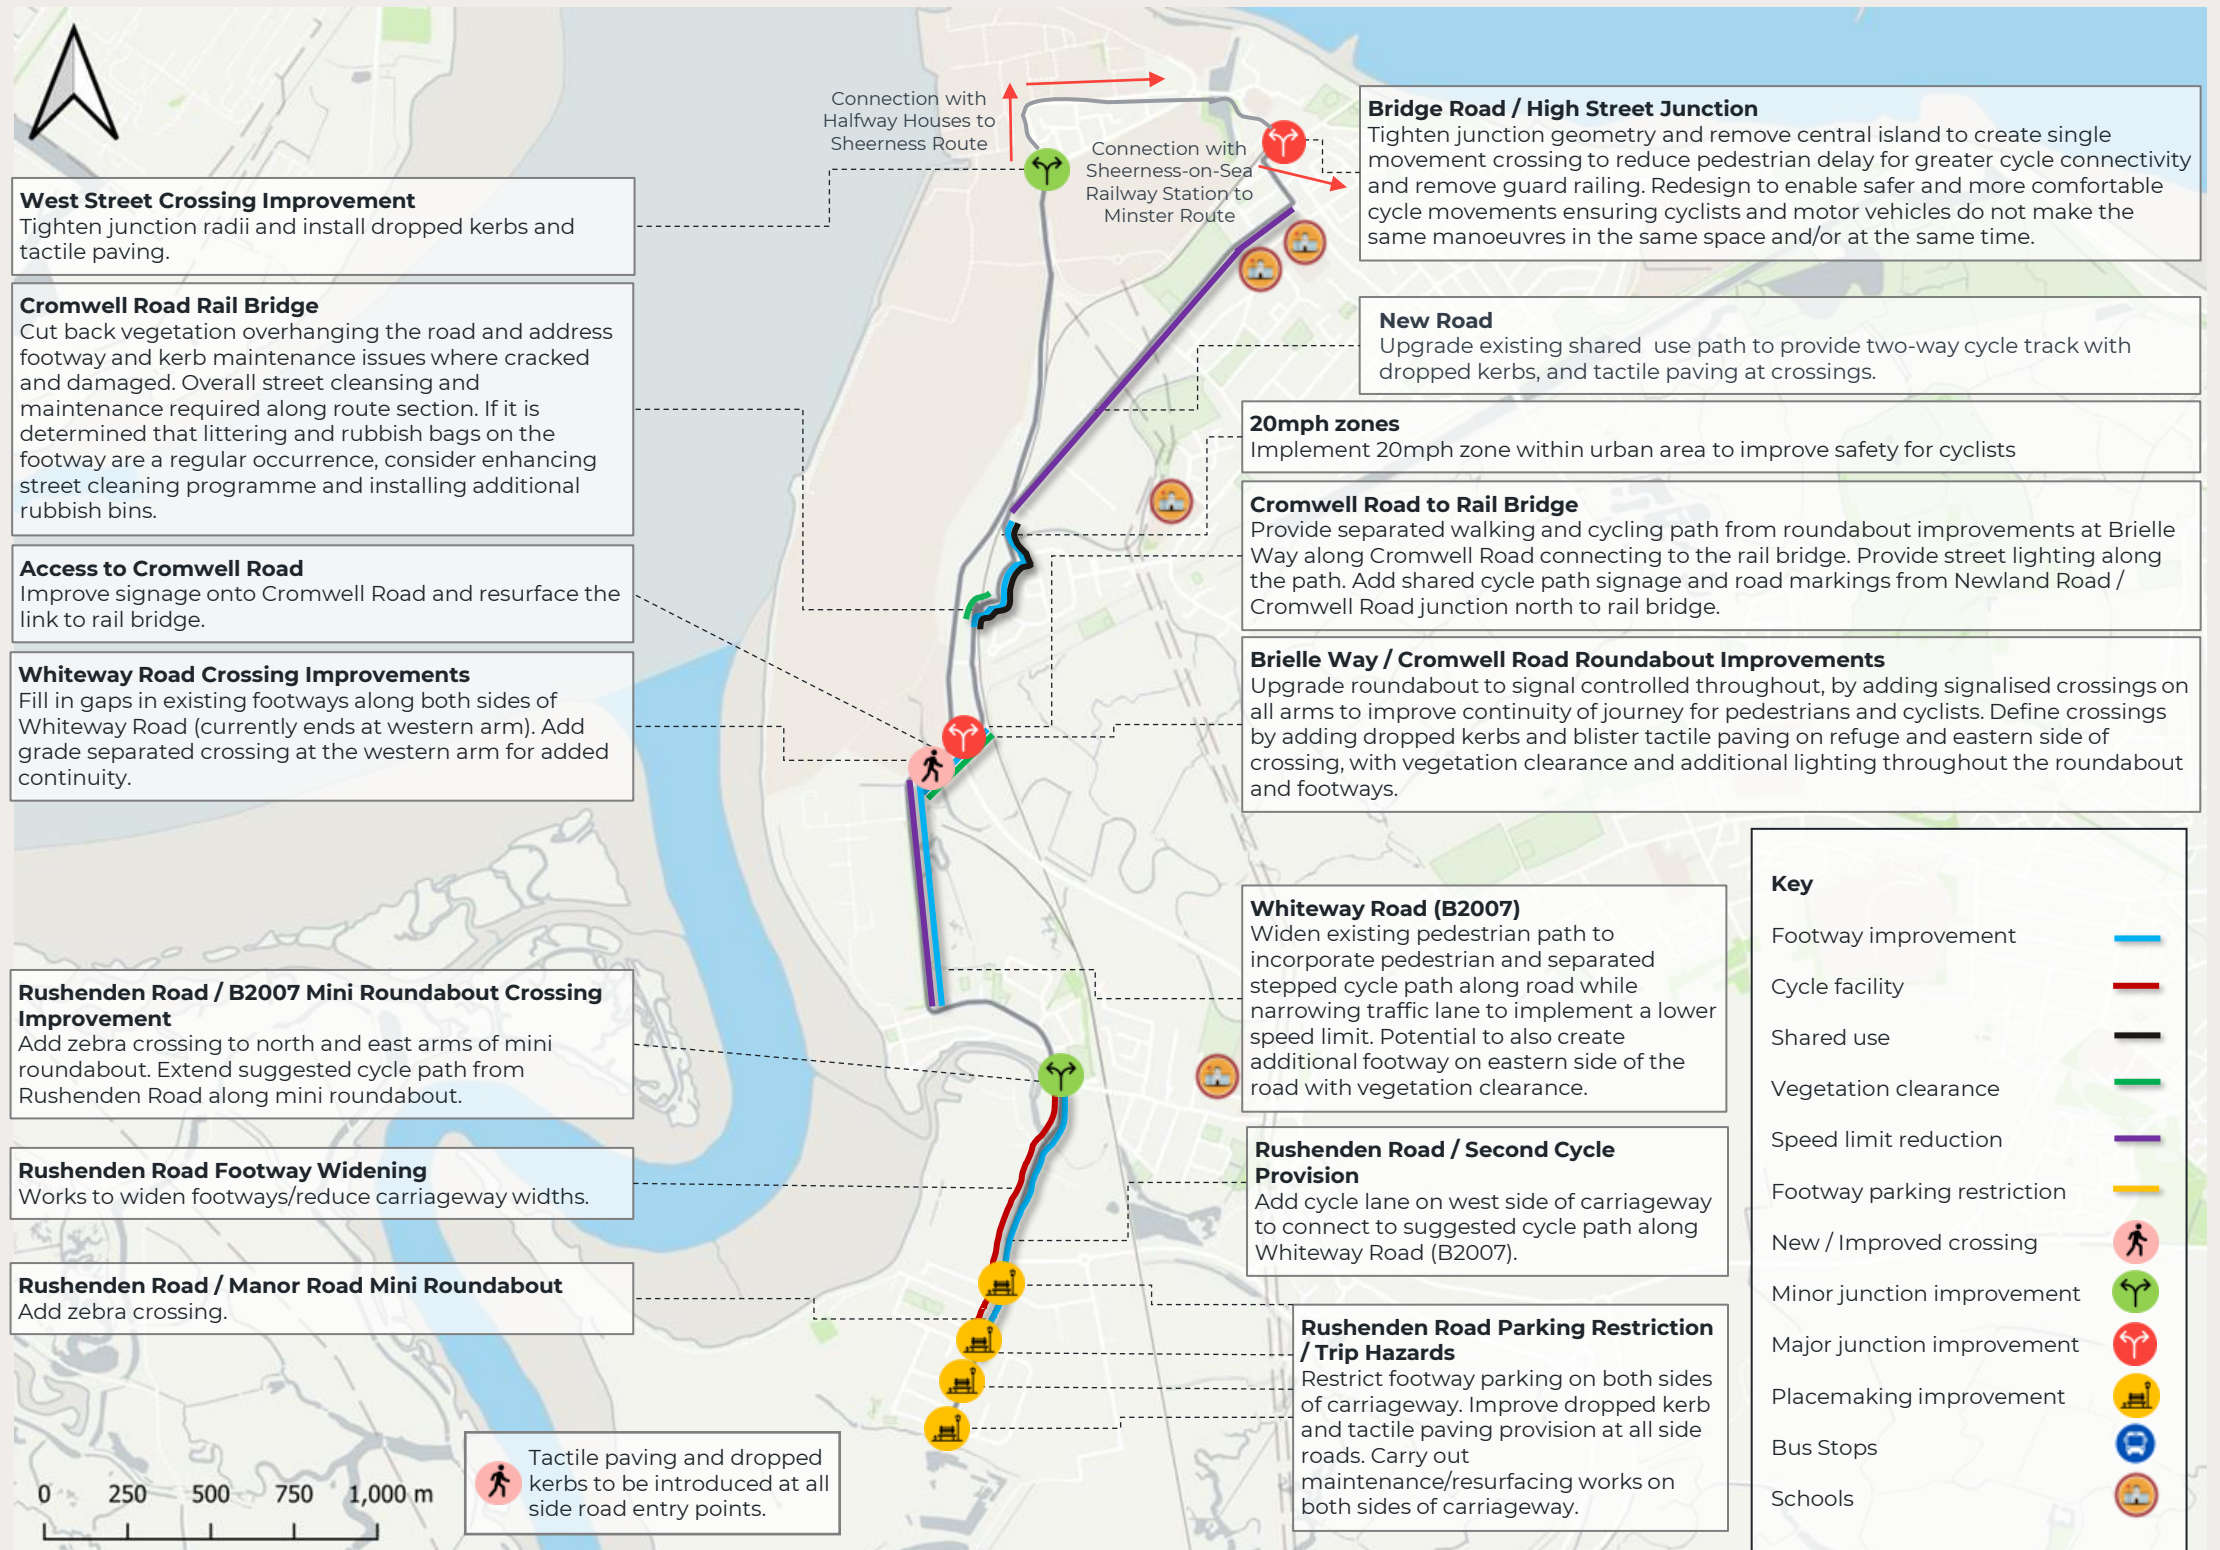 Connection with
Halfway Houses to
Sheerness Route
Connection with
Sheerness-on-Sea
Railway Station to
Minster Route
West Street Crossing Improvement
Tighten junction radii and install dropped kerbs and
tactile paving.
Cromwell Road Rail Bridge
Cut back vegetation overhanging the road and address
footway and kerb maintenance issues where cracked
and damaged. Overall street cleansing and
maintenance required along route section. If it is
determined that littering and rubbish bags on the
footway are a regular occurrence, consider enhancing
street cleaning programme and installing additional
rubbish bins.
Access to Cromwell Road
Improve signage onto Cromwell Road and resurface the
link to rail bridge.
Whiteway Road Crossing Improvements
Fill in gaps in existing footways along both sides of
Whiteway Road (currently ends at western arm). Add
grade separated crossing at the western arm for added
continuity.
Rushenden Road / B2007 Mini Roundabout Crossing
Improvement
Add zebra crossing to north and east arms of mini
roundabout. Extend suggested cycle path from
Rushenden Road along mini roundabout.
Rushenden Road Footway Widening
Works to widen footways/reduce carriageway widths.
Rushenden Road / Manor Road Mini Roundabout
Add zebra crossing.
0 250 500 750 1,000 m
Tactile paving and dropped
kerbs to be introduced at all
side road entry points.
Bridge Road / High Street Junction
Tighten junction geometry and remove central island to create single
movement crossing to reduce pedestrian delay for greater cycle connectivity
and remove guard railing. Redesign to enable safer and more comfortable
cycle movements ensuring cyclists and motor vehicles do not make the
same manoeuvres in the same space and/or at the same time.
New Road
Upgrade existing shared use path to provide two-way cycle track with
dropped kerbs, and tactile paving at crossings.
20mph zones
Implement 20mph zone within urban area to improve safety for cyclists
Cromwell Road to Rail Bridge
Provide separated walking and cycling path from roundabout improvements at Brielle
Way along Cromwell Road connecting to the rail bridge. Provide street lighting along
the path. Add shared cycle path signage and road markings from Newland Road /
Cromwell Road junction north to rail bridge.
Brielle Way / Cromwell Road Roundabout Improvements
Upgrade roundabout to signal controlled throughout, by adding signalised crossings on
all arms to improve continuity of journey for pedestrians and cyclists. Define crossings
by adding dropped kerbs and blister tactile paving on refuge and eastern side of
crossing, with vegetation clearance and additional lighting throughout the roundabout
and footways.
Whiteway Road (B2007)
Widen existing pedestrian path to
incorporate pedestrian and separated
stepped cycle path along road while
narrowing traffic lane to implement a lower
speed limit. Potential to also create
additional footway on eastern side of the
road with vegetation clearance.
Rushenden Road / Second Cycle
Provision
Add cycle lane on west side of carriageway
to connect to suggested cycle path along
Whiteway Road (B2007).
Rushenden Road Parking Restriction
/ Trip Hazards
Restrict footway parking on both sides
of carriageway. Improve dropped kerb
and tactile paving provision at all side
roads. Carry out
maintenance/resurfacing works on
both sides of carriageway.
Key
Footway improvement
Cycle facility
Shared use
Vegetation clearance
Speed limit reduction
Footway parking restriction
New / Improved crossing
Minor junction improvement
Major junction improvement
Placemaking improvement
Bus Stops
Schools